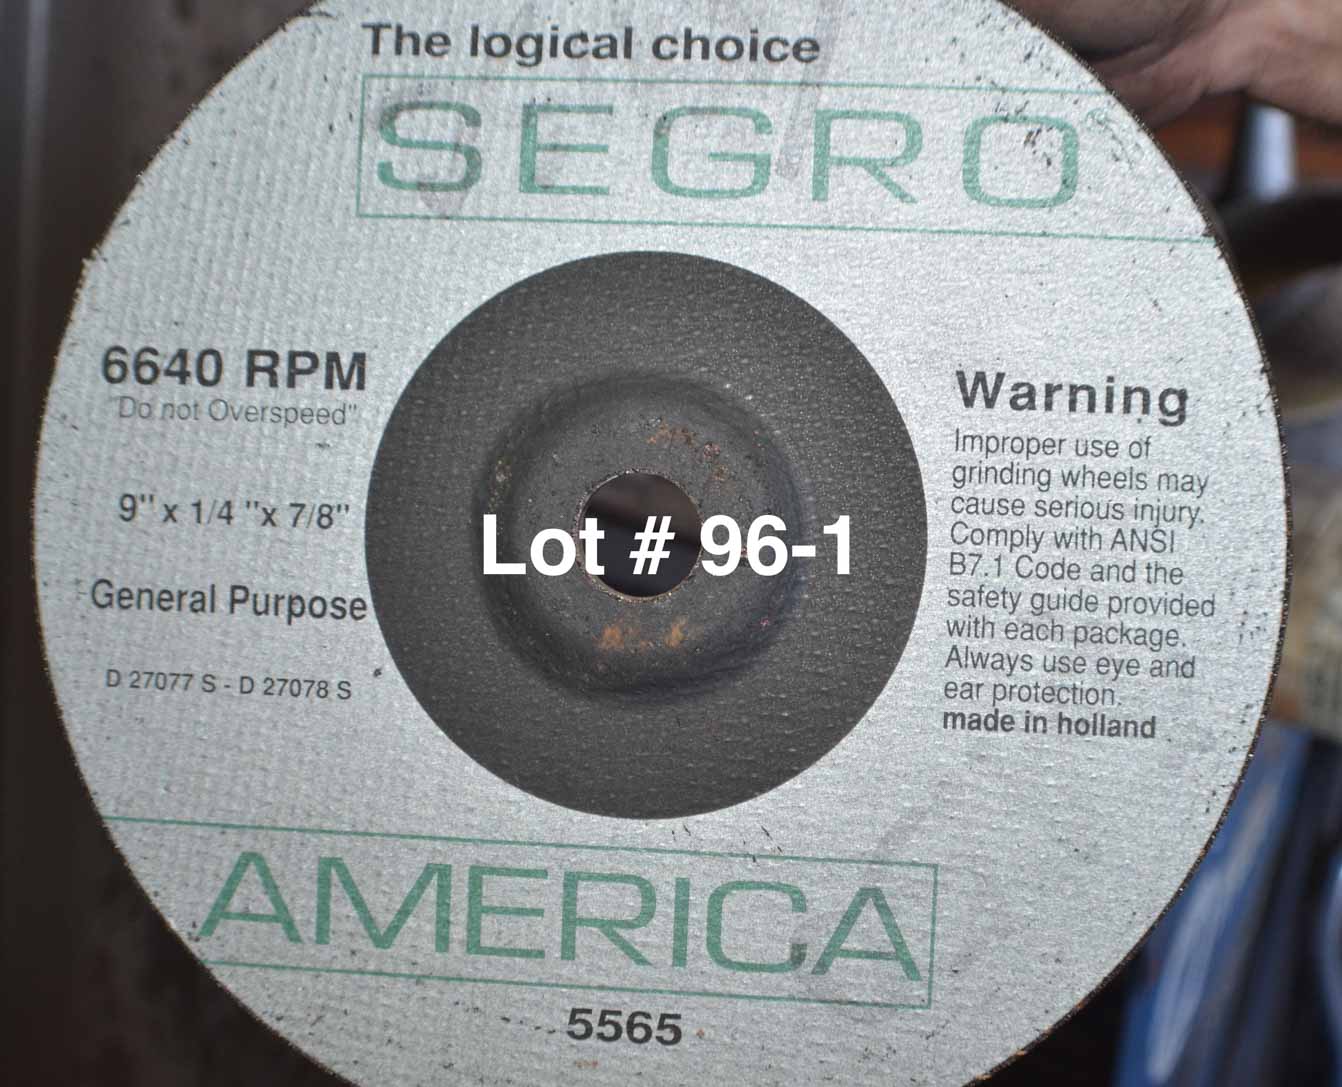 The logical choice
SEGRO
6640 RPM
"Do not Overspeed"
9" x 1/4 "x 7/8"
General Purpose
D 27077 S - D 27078 S
Lot # 96-1
Warning
Improper use of
grinding wheels may
cause serious injury.
Comply with ANSI
B7.1 Code and the
safety guide provided
with each package.
Always use eye and
ear protection.
made in holland
AMERICA
5565